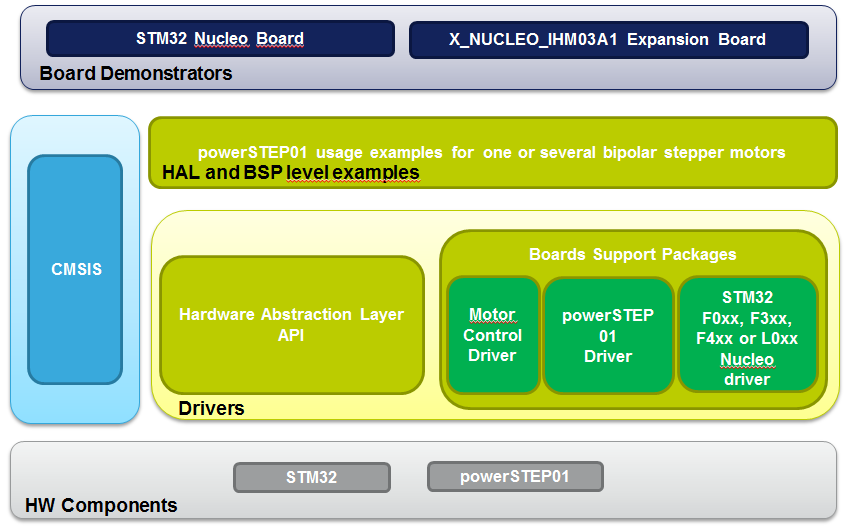 STM32 Nucleo Board
X_NUCLEO_IHM03A1 Expansion Board
Board Demonstrators
powerSTEP01 usage examples for one or several bipolar stepper motors
HAL and BSP level examples
CMSIS
Boards Support Packages
Hardware Abstraction Layer
API
Motor
Control
Driver
powerSTEP
01
Driver
STM32
F0xx, F3xx,
F4xx or L0xx
Nucleo
driver
Drivers
STM32
powerSTEP01
HW Components